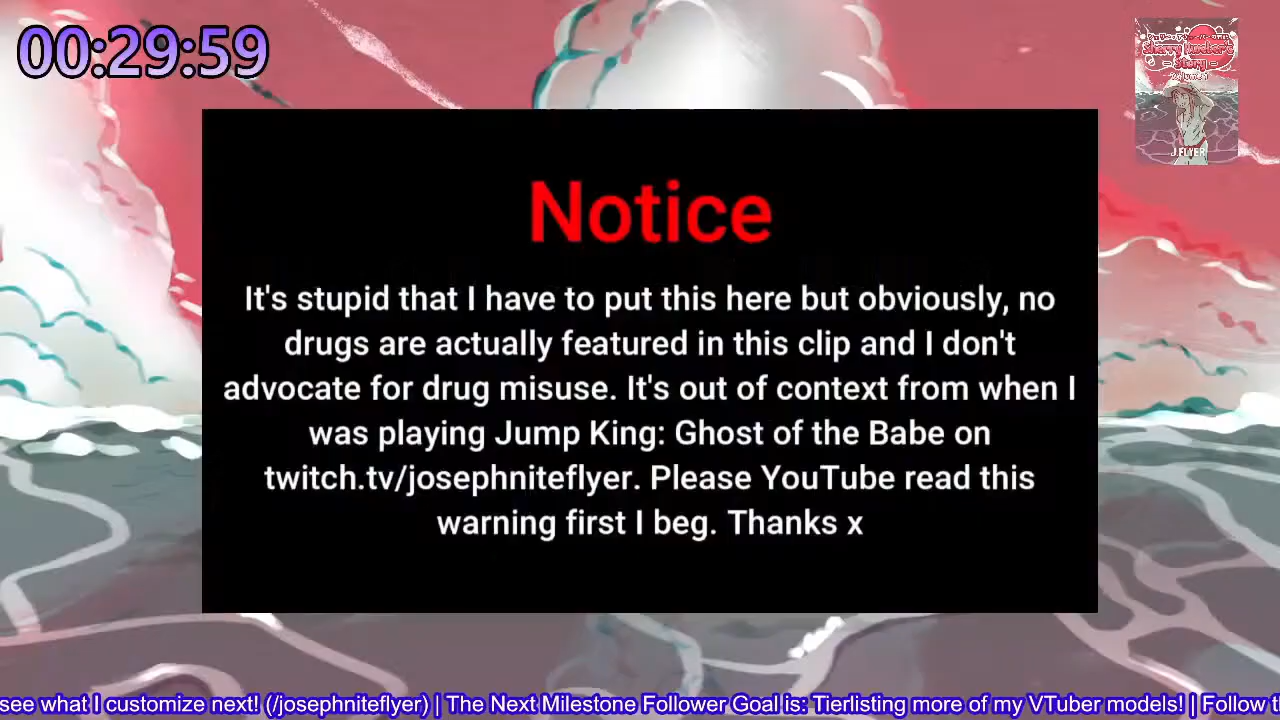 00:29:59
Sherry Tucker's
- Story -
J.FLYER
Notice
It's stupid that I have to put this here but obviously, no
drugs are actually featured in this clip and I don't
advocate for drug misuse. It's out of context from when I
was playing Jump King: Ghost of the Babe on
twitch.tv/josephniteflyer. Please YouTube read this
warning first I beg. Thanks x
see what I customize next! (/josephniteflyer) | The Next Milestone Follower Goal is: Tierlisting more of my VTuber models! | Follow t